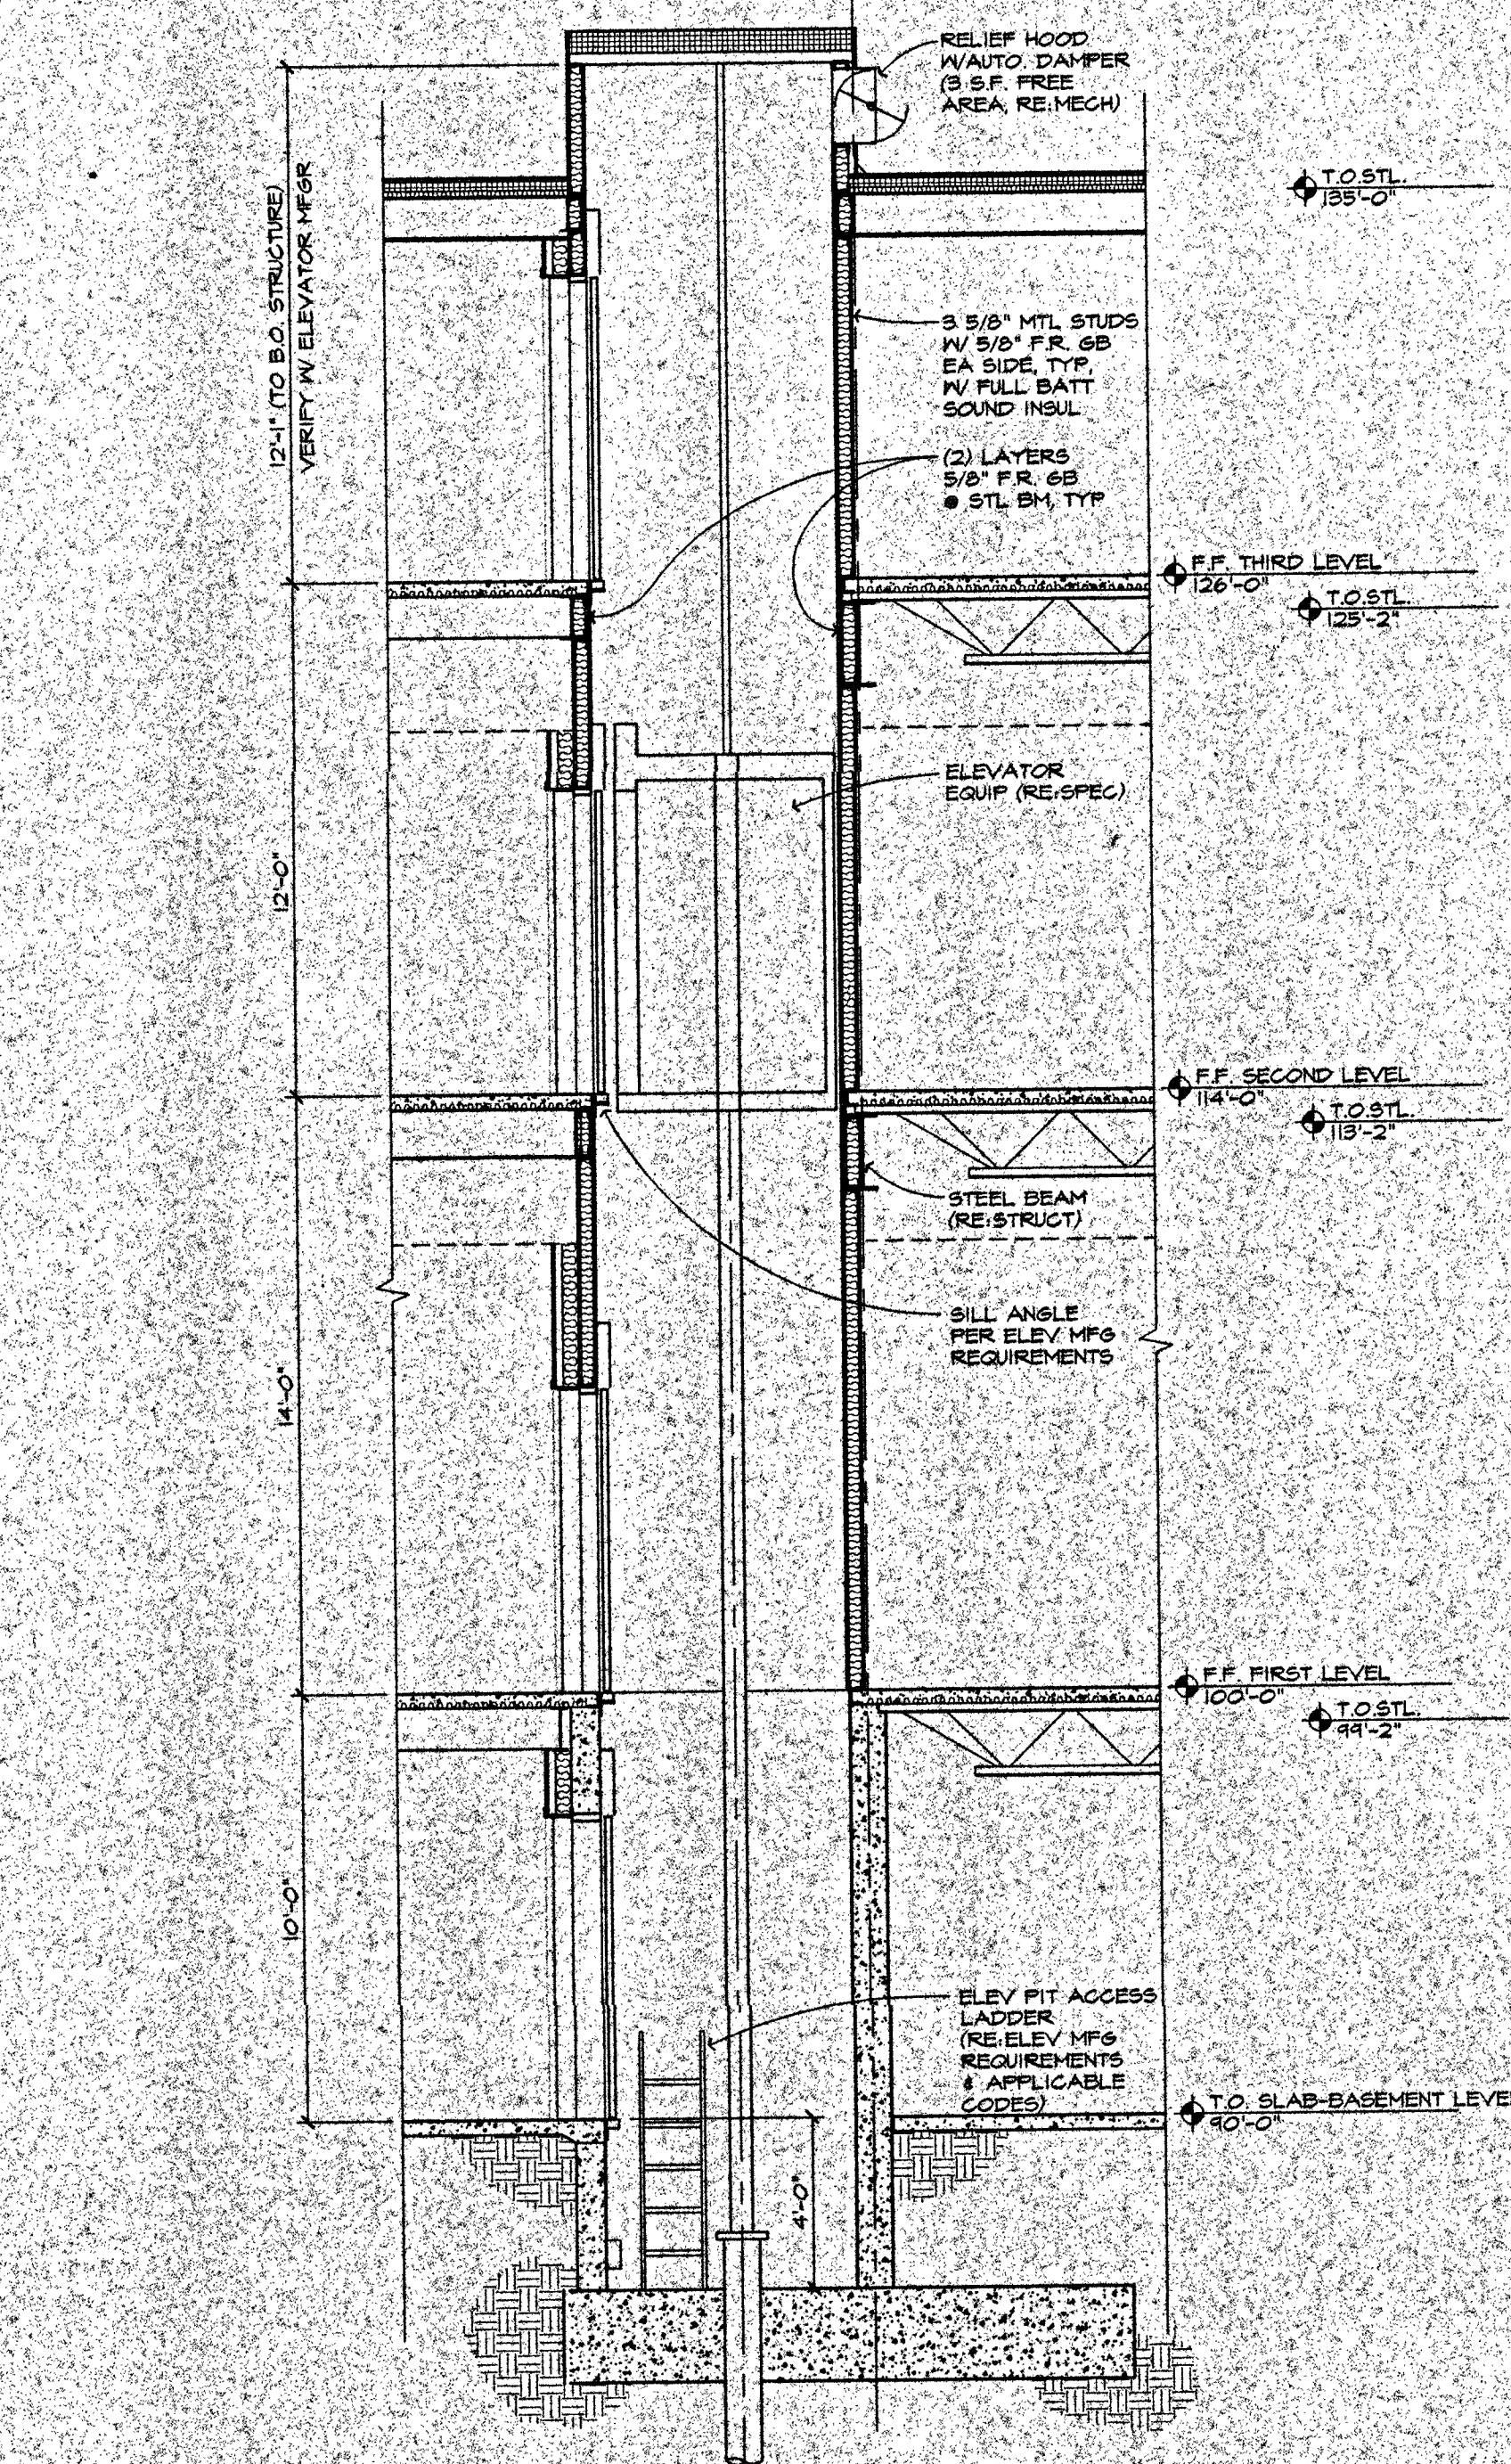 RELIEF HOOD
W/AUTO. DAMPER
(3 S.F. FREE
AREA, RE:MECH)
T.O.STL.
135'-0"
12'-1" (TO B.O. STRUCTURE)
VERIFY W/ ELEVATOR MFGR
3 5/8" MTL STUDS
W/ 5/8" F.R. GB
EA SIDE, TYP,
W/ FULL BATT
SOUND INSUL
(2) LAYERS
5/8" F.R. GB
@ STL BM, TYP
F.F. THIRD LEVEL
126'-0"
T.O.STL.
125'-2"
12'-0"
ELEVATOR
EQUIP (RE:SPEC)
F.F. SECOND LEVEL
114'-0"
T.O.STL.
113'-2"
STEEL BEAM
(RE:STRUCT)
14'-0"
SILL ANGLE
PER ELEV MFG
REQUIREMENTS
F.F. FIRST LEVEL
100'-0"
T.O.STL.
99'-2"
10'-0"
ELEV PIT ACCESS
LADDER
(RE:ELEV MFG
REQUIREMENTS
& APPLICABLE
CODES)
T.O. SLAB-BASEMENT LEVE
90'-0"
4'-0"